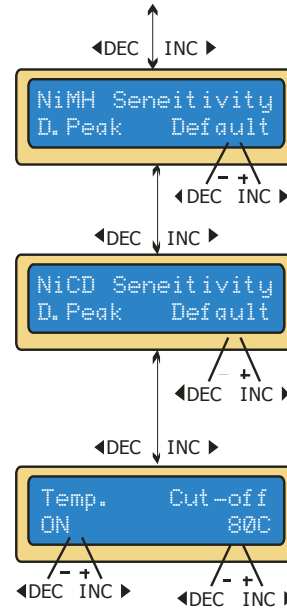 ◀DEC INC ▶
NiMH Seneitivity
D.Peak Default
- +
◀DEC INC ▶
◀DEC INC ▶
NiCD Seneitivity
D.Peak Default
- +
◀DEC INC ▶
◀DEC INC ▶
Temp. Cut-off
ON 80C
- + - +
◀DEC INC ▶ ◀DEC INC ▶